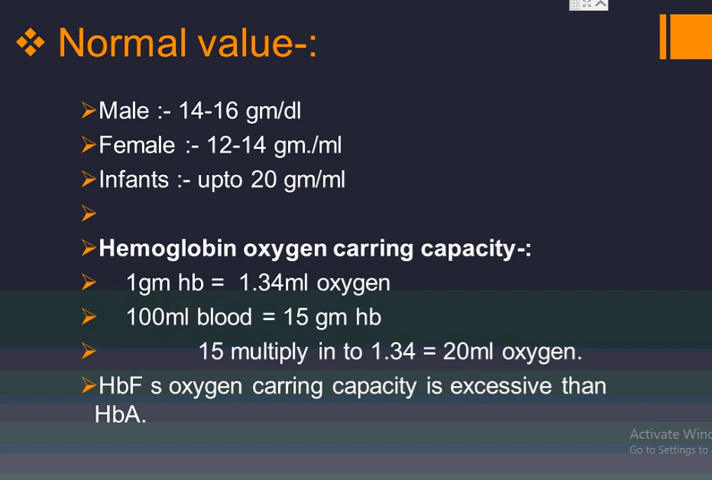 Normal value-:
Male :- 14-16 gm/dl
Female :- 12-14 gm./ml
Infants :- upto 20 gm/ml
Hemoglobin oxygen carring capacity-:
1gm hb = 1.34ml oxygen
100ml blood = 15 gm hb
15 multiply in to 1.34 = 20ml oxygen.
HbF s oxygen carring capacity is excessive than
HbA.
Activate Winc
Go to Settings to